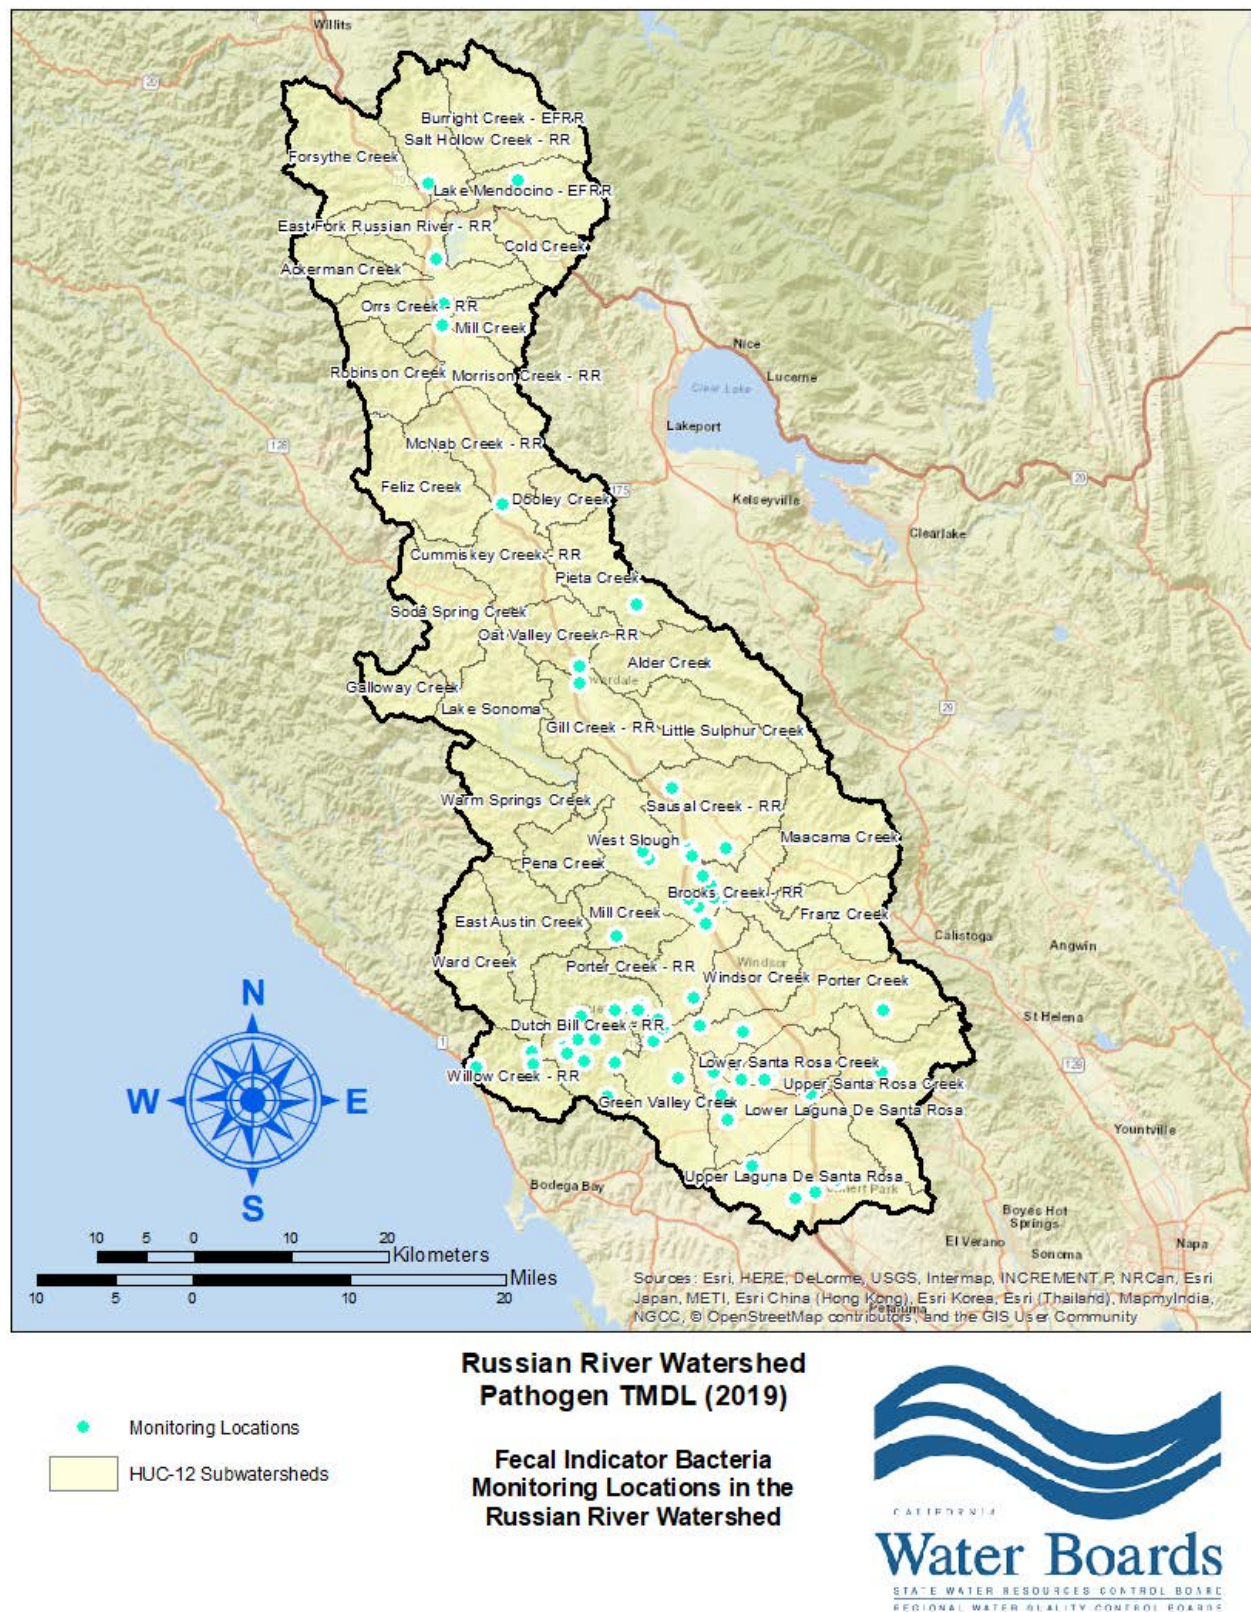 Willits
20
Burright Creek - EFRR
Salt Hollow Creek - RR
Forsythe Creek
Lake Mendocino - EFRR
East Fork Russian River - RR
Cold Creek
Ackerman Creek
Orrs Creek - RR
Mill Creek
Nice
Robinson Creek
Morrison Creek - RR
Lucerne
Clear Lake
Lakeport
128
McNab Creek - RR
20
Feliz Creek
Dooley Creek
175
Kelseyville
Clearlake
Cummiskey Creek - RR
Pieta Creek
Soda Spring Creek
Oat Valley Creek - RR
Alder Creek
Galloway Creek
Lake Sonoma
29
Gill Creek - RR
Little Sulphur Creek
Warm Springs Creek
Sausal Creek - RR
West Slough
Maacama Creek
Pena Creek
Brooks Creek - RR
Mill Creek
Franz Creek
East Austin Creek
Calistoga
Angwin
Ward Creek
Porter Creek - RR
Windsor
Windsor Creek
Porter Creek
St Helena
Dutch Bill Creek - RR
1
128
Lower Santa Rosa Creek
Willow Creek - RR
Upper Santa Rosa Creek
Green Valley Creek
Lower Laguna De Santa Rosa
Yountville
Upper Laguna De Santa Rosa
Bodega Bay
Boyes Hot
Springs
El Verano
Sonoma
Napa
Petaluma
N
W
E
S
10 5 0 10 20
Kilometers
Miles
10 5 0 10 20
Sources: Esri, HERE, DeLorme, USGS, Intermap, INCREMENT P, NRCan, Esri
Japan, METI, Esri China (Hong Kong), Esri Korea, Esri (Thailand), MapmyIndia,
NGCC, © OpenStreetMap contributors, and the GIS User Community
Russian River Watershed
Pathogen TMDL (2019)
Monitoring Locations
HUC-12 Subwatersheds
Fecal Indicator Bacteria
Monitoring Locations in the
Russian River Watershed
CALIFORNIA
Water Boards
STATE WATER RESOURCES CONTROL BOARD
REGIONAL WATER QUALITY CONTROL BOARDS